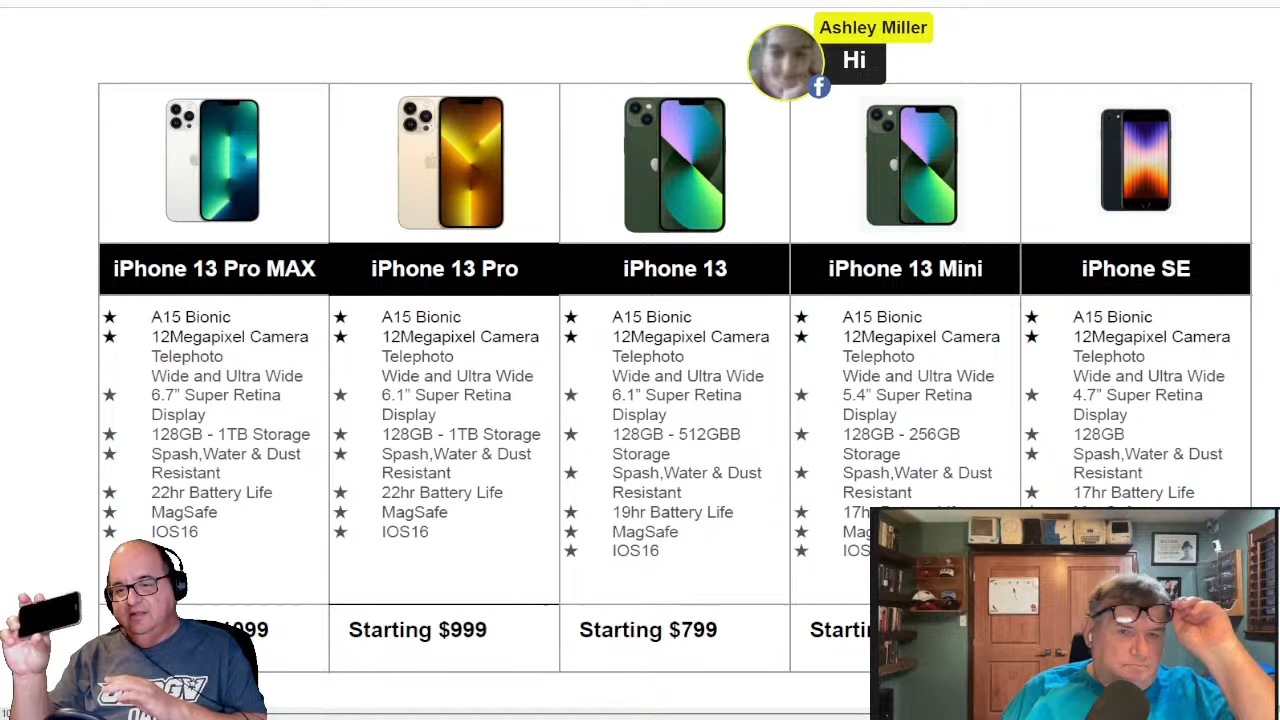 Ashley Miller
Hi
f
iPhone 13 Pro MAX
iPhone 13 Pro
iPhone 13
iPhone 13 Mini
iPhone SE
★ A15 Bionic
★ 12Megapixel Camera
Telephoto
Wide and Ultra Wide
★ 6.7” Super Retina
Display
★ 128GB - 1TB Storage
★ Spash,Water & Dust
Resistant
★ 22hr Battery Life
★ MagSafe
★ IOS16
★ A15 Bionic
★ 12Megapixel Camera
Telephoto
Wide and Ultra Wide
★ 6.1” Super Retina
Display
★ 128GB - 1TB Storage
★ Spash,Water & Dust
Resistant
★ 22hr Battery Life
★ MagSafe
★ IOS16
★ A15 Bionic
★ 12Megapixel Camera
Telephoto
Wide and Ultra Wide
★ 6.1” Super Retina
Display
★ 128GB - 512GBB
Storage
★ Spash,Water & Dust
Resistant
★ 19hr Battery Life
★ MagSafe
★ IOS16
★ A15 Bionic
★ 12Megapixel Camera
Telephoto
Wide and Ultra Wide
★ 5.4” Super Retina
Display
★ 128GB - 256GB
Storage
★ Spash,Water & Dust
Resistant
★ 17h
★ Mag
★ IOS
★ A15 Bionic
★ 12Megapixel Camera
Telephoto
Wide and Ultra Wide
★ 4.7” Super Retina
Display
★ 128GB
★ Spash,Water & Dust
Resistant
★ 17hr Battery Life
Starting $999
Starting $799
Starti